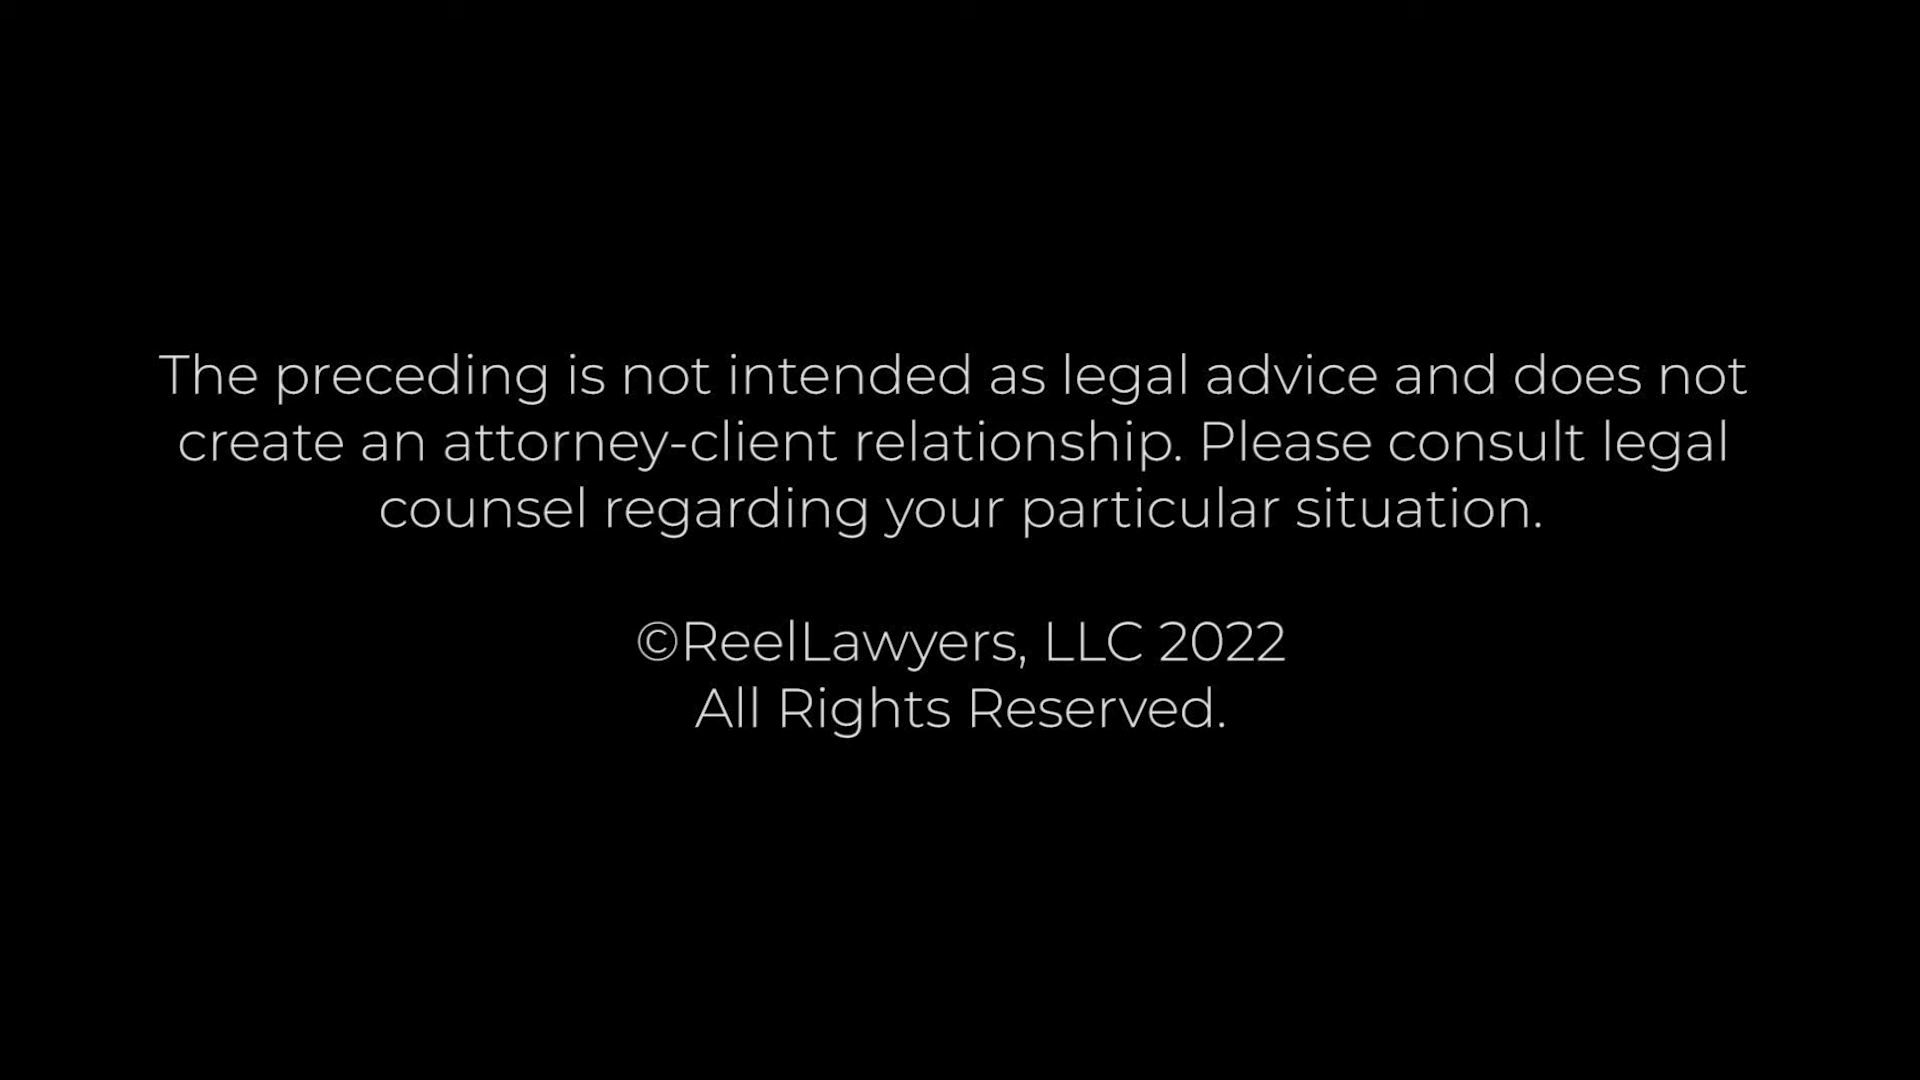 The preceding is not intended as legal advice and does not
create an attorney-client relationship. Please consult legal
counsel regarding your particular situation.
©ReelLawyers, LLC 2022
All Rights Reserved.